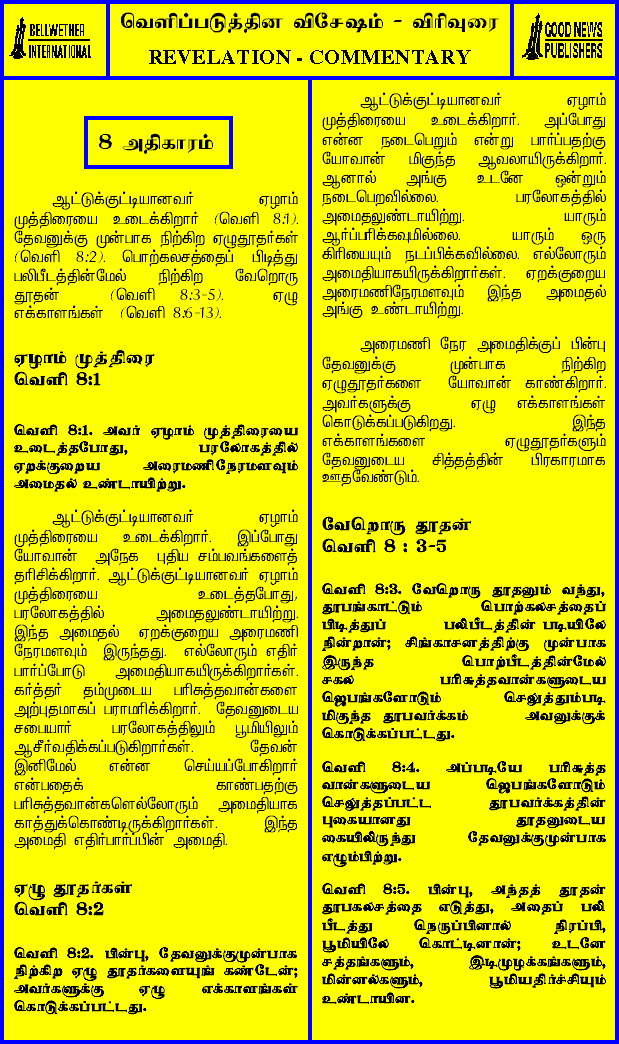 BELLWETHER
INTERNATIONAL
வெளிப்படுத்தின விசேஷம் - விரிவுரை
REVELATION - COMMENTARY
GOOD NEWS
PUBLISHERS
8 அதிகாரம்
ஆட்டுக்குட்டியானவர் ஏழாம்
முத்திரையை உடைக்கிறார் (வெளி 8:1).
தேவனுக்கு முன்பாக நிற்கிற ஏழுதூதர்கள்
(வெளி 8:2). பொற்கலசத்தைப் பிடித்து
பலிபீடத்தின்மேல் நிற்கிற வேறொரு
தூதன் (வெளி 8:3-5). ஏழு
எக்காளங்கள் (வெளி 8:6-13).
ஏழாம் முத்திரை
வெளி 8:1
வெளி 8:1. அவர் ஏழாம் முத்திரையை
உடைத்தபோது, பரலோகத்தில்
ஏறக்குறைய அரைமணிநேரமளவும்
அமைதல் உண்டாயிற்று.
ஆட்டுக்குட்டியானவர் ஏழாம்
முத்திரையை உடைக்கிறார். இப்போது
யோவான் அநேக புதிய சம்பவங்களைத்
தரிசிக்கிறார். ஆட்டுக்குட்டியானவர் ஏழாம்
முத்திரையை உடைத்தபோது,
பரலோகத்தில் அமைதலுண்டாயிற்று.
இந்த அமைதல் ஏறக்குறைய அரைமணி
நேரமளவும் இருந்தது. எல்லோரும் எதிர்
பார்ப்போடு அமைதியாகயிருக்கிறார்கள்.
கர்த்தர் தம்முடைய பரிசுத்தவான்களை
அற்புதமாகப் பராமரிக்கிறார். தேவனுடைய
சபையார் பரலோகத்திலும் பூமியிலும்
ஆசீர்வதிக்கப்படுகிறார்கள். தேவன்
இனிமேல் என்ன செய்யப்போகிறார்
என்பதைக் காண்பதற்கு
பரிசுத்தவான்களெல்லோரும் அமைதியாக
காத்துக்கொண்டிருக்கிறார்கள். இந்த
அமைதி எதிர்பார்ப்பின் அமைதி.
ஏழு தூதர்கள்
வெளி 8:2
வெளி 8:2. பின்பு, தேவனுக்குமுன்பாக
நிற்கிற ஏழு தூதர்களையுங் கண்டேன்;
அவர்களுக்கு ஏழு எக்காளங்கள்
கொடுக்கப்பட்டது.
ஆட்டுக்குட்டியானவர் ஏழாம்
முத்திரையை உடைக்கிறார். அப்போது
என்ன நடைபெறும் என்று பார்ப்பதற்கு
யோவான் மிகுந்த ஆவலாயிருக்கிறார்.
ஆனால் அங்கு உடனே ஒன்றும்
நடைபெறவில்லை. பரலோகத்தில்
அமைதலுண்டாயிற்று. யாரும்
ஆர்ப்பரிக்கவுமில்லை. யாரும் ஒரு
கிரியையும் நடப்பிக்கவில்லை. எல்லோரும்
அமைதியாகயிருக்கிறார்கள். ஏறக்குறைய
அரைமணிநேரமளவும் இந்த அமைதல்
அங்கு உண்டாயிற்று.
அரைமணி நேர அமைதிக்குப் பின்பு
தேவனுக்கு முன்பாக நிற்கிற
ஏழுதூதர்களை யோவான் காண்கிறார்.
அவர்களுக்கு ஏழு எக்காளங்கள்
கொடுக்கப்படுகிறது. இந்த
எக்காளங்களை ஏழுதூதர்களும்
தேவனுடைய சித்தத்தின் பிரகாரமாக
ஊதவேண்டும்.
வேறொரு தூதன்
வெளி 8 : 3-5
வெளி 8:3. வேறொரு தூதனும் வந்து,
தூபங்காட்டும் பொற்கலசத்தைப்
பிடித்துப் பலிபீடத்தின் படியிலே
நின்றான்; சிங்காசனத்திற்கு முன்பாக
இருந்த பொற்பீடத்தின்மேல்
சகல பரிசுத்தவான்களுடைய
ஜெபங்களோடும் செலுத்தும்படி
மிகுந்த தூபவர்க்கம் அவனுக்குக்
கொடுக்கப்பட்டது.
வெளி 8:4. அப்படியே பரிசுத்த
வான்களுடைய ஜெபங்களோடும்
செலுத்தப்பட்ட தூபவர்க்கத்தின்
புகையானது தூதனுடைய
கையிலிருந்து தேவனுக்குமுன்பாக
எழும்பிற்று.
வெளி 8:5. பின்பு, அந்தத் தூதன்
தூபகலசத்தை எடுத்து, அதைப் பலி
பீடத்து நெருப்பினால் நிரப்பி,
பூமியிலே கொட்டினான்; உடனே
சத்தங்களும், இடிமுழக்கங்களும்,
மின்னல்களும், பூமியதிர்ச்சியும்
உண்டாயின.